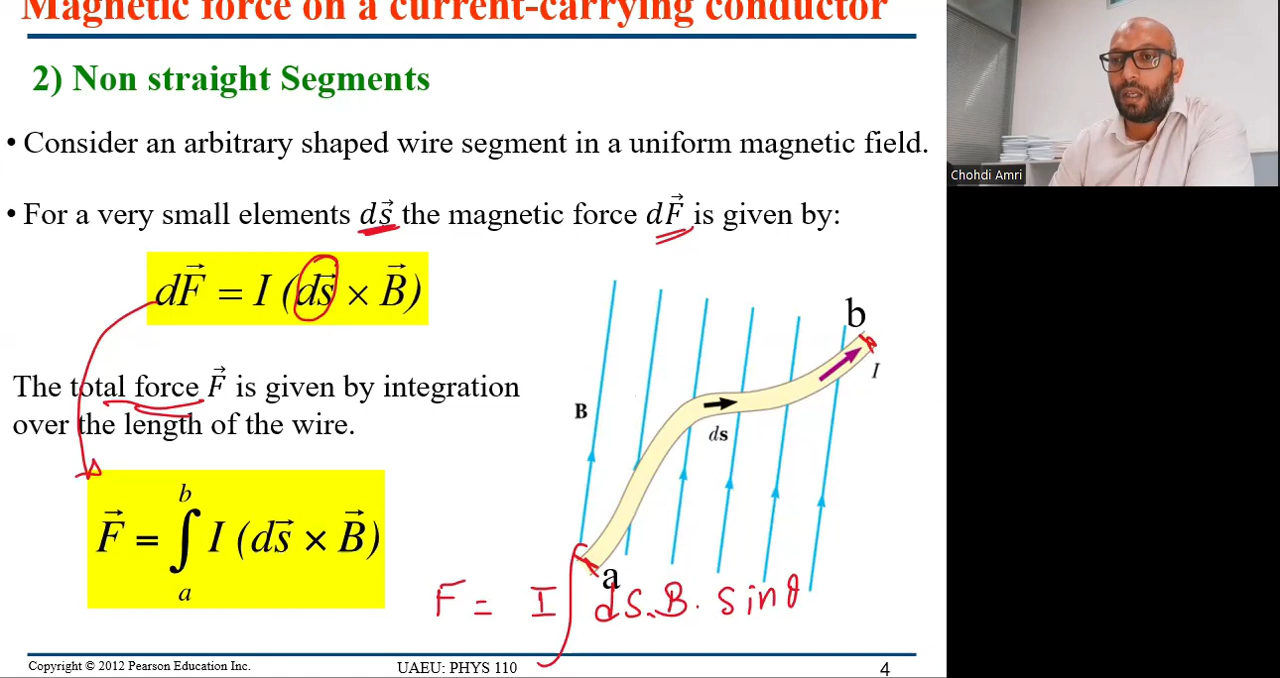 Magnetic force on a current-carrying conductor
2) Non straight Segments
• Consider an arbitrary shaped wire segment in a uniform magnetic field.
• For a very small elements ds⃗ the magnetic force dF⃗ is given by:
dF⃗ = I (ds⃗ × B⃗)
The total force F⃗ is given by integration
over the length of the wire.
F⃗ = ∫ₐᵇ I (ds⃗ × B⃗)
b
I
B
ds
a
F = I ∫ ds.B. sinθ
Copyright © 2012 Pearson Education Inc.
UAEU: PHYS 110
4
Chohdi Amri